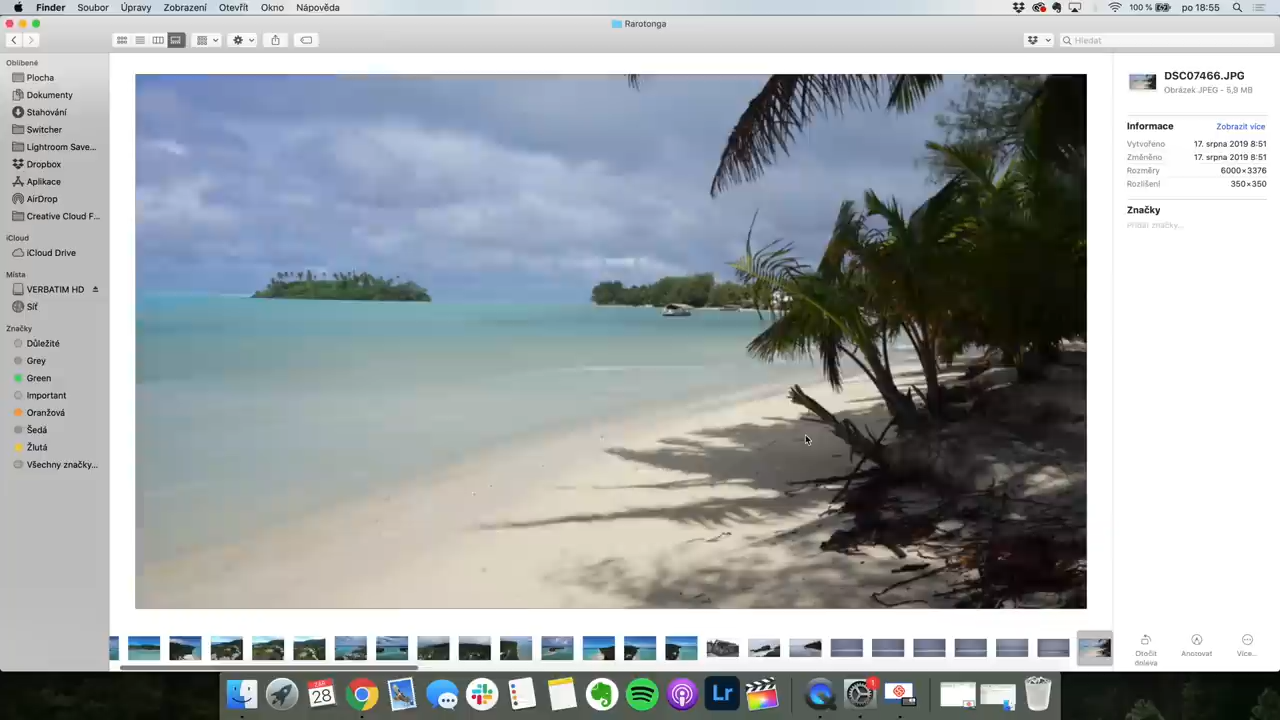 Finder Soubor Úpravy Zobrazení Otevřít Okno Nápověda 100 % po 18:55
Rarotonga
Hledat
Oblíbené
Plocha
Dokumenty
Stahování
Switcher
Lightroom Save...
Dropbox
Aplikace
AirDrop
Creative Cloud F...
iCloud
iCloud Drive
Místa
VERBATIM HD
Síť
Značky
Důležité
Grey
Green
Important
Oranžová
Šedá
Žlutá
Všechny značky...
DSC07466.JPG
Obrázek JPEG - 5,9 MB
Informace Zobrazit více
Vytvořeno 17. srpna 2019 8:51
Změněno 17. srpna 2019 8:51
Rozměry 6000×3376
Rozlišení 350×350
Značky
Přidat značky...
Otočit doleva
Anotovat
Více...
28
1
Lr